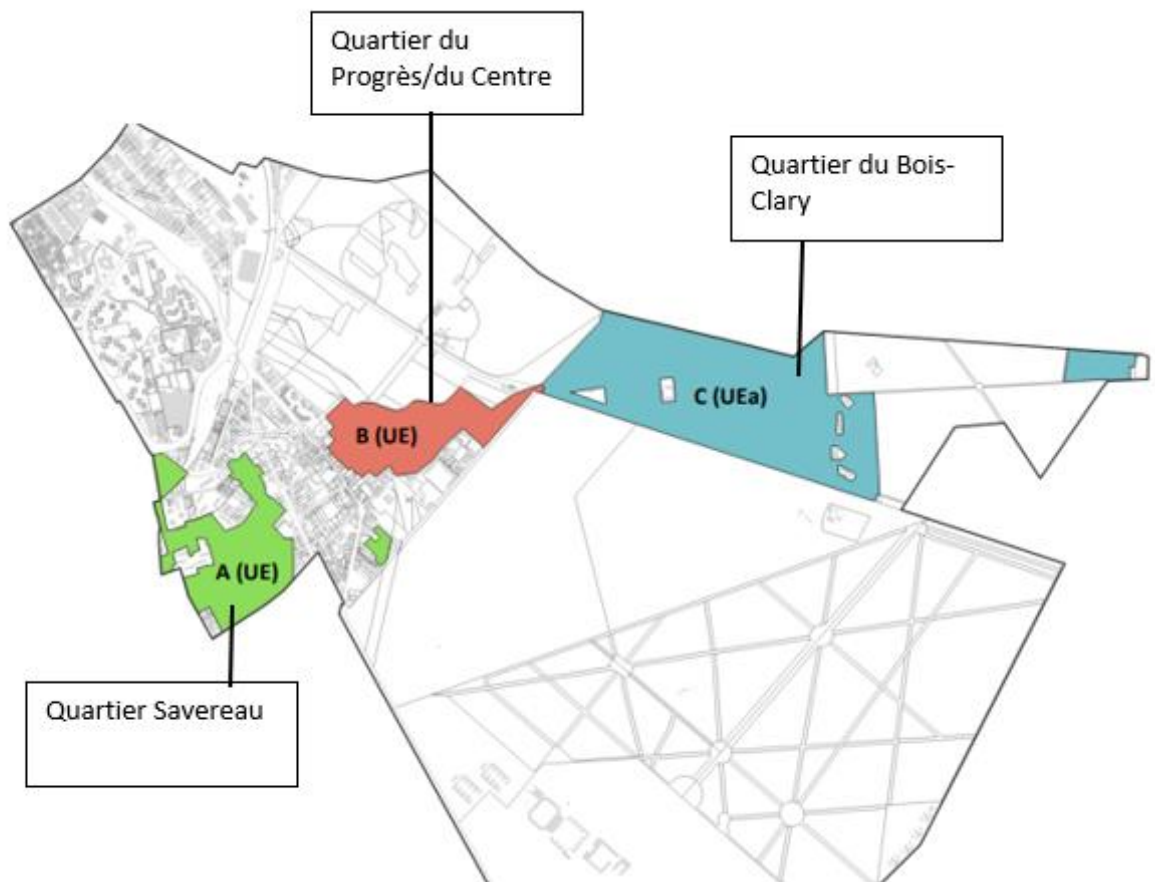 Quartier du
Progrès/du Centre
Quartier du Bois-
Clary
C (UEa)
B (UE)
A (UE)
Quartier Savereau